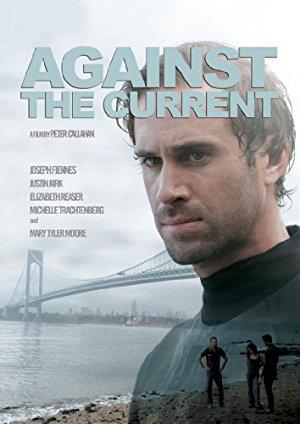 AGAINST
THE CURRENT
A FILM BY PETER CALLAHAN
JOSEPH FIENNES
JUSTIN KIRK
ELIZABETH REASER
MICHELLE TRACHTENBERG
and
MARY TYLER MOORE